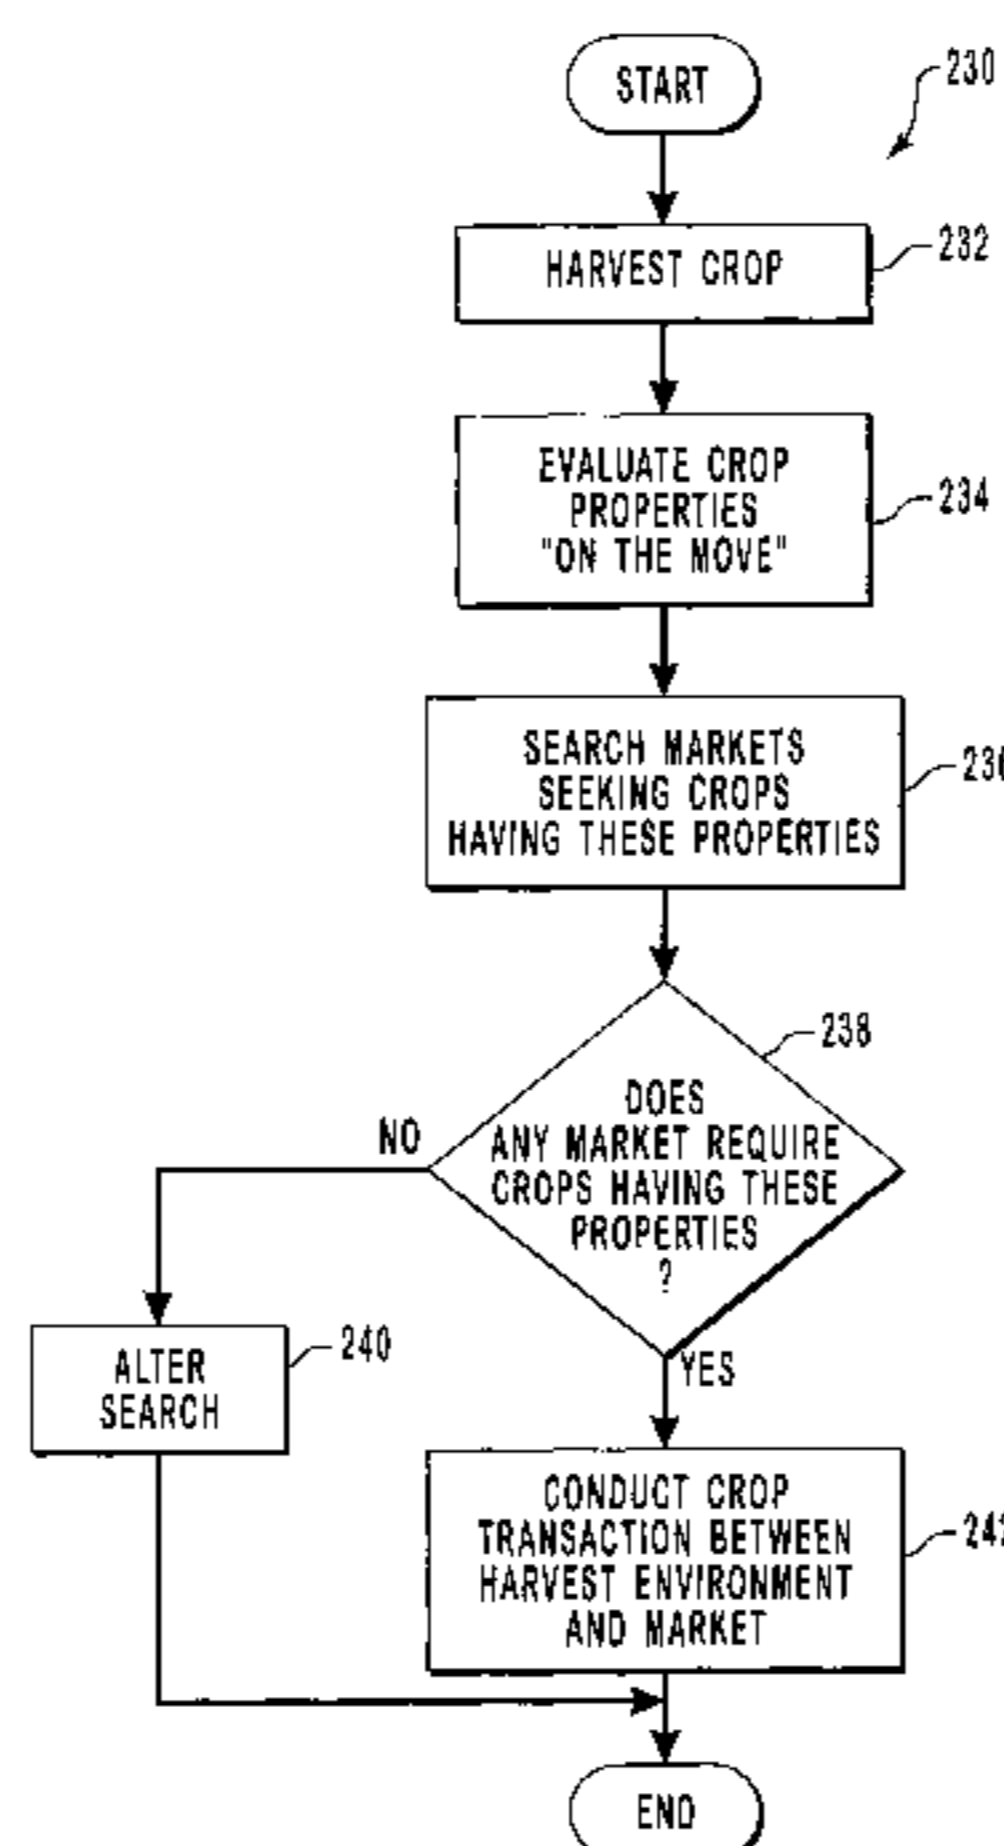 START
230
HARVEST CROP
232
EVALUATE CROP
PROPERTIES
"ON THE MOVE"
234
SEARCH MARKETS
SEEKING CROPS
HAVING THESE PROPERTIES
236
238
DOES
ANY MARKET REQUIRE
CROPS HAVING THESE
PROPERTIES
?
NO
YES
ALTER
SEARCH
240
CONDUCT CROP
TRANSACTION BETWEEN
HARVEST ENVIRONMENT
AND MARKET
242
END